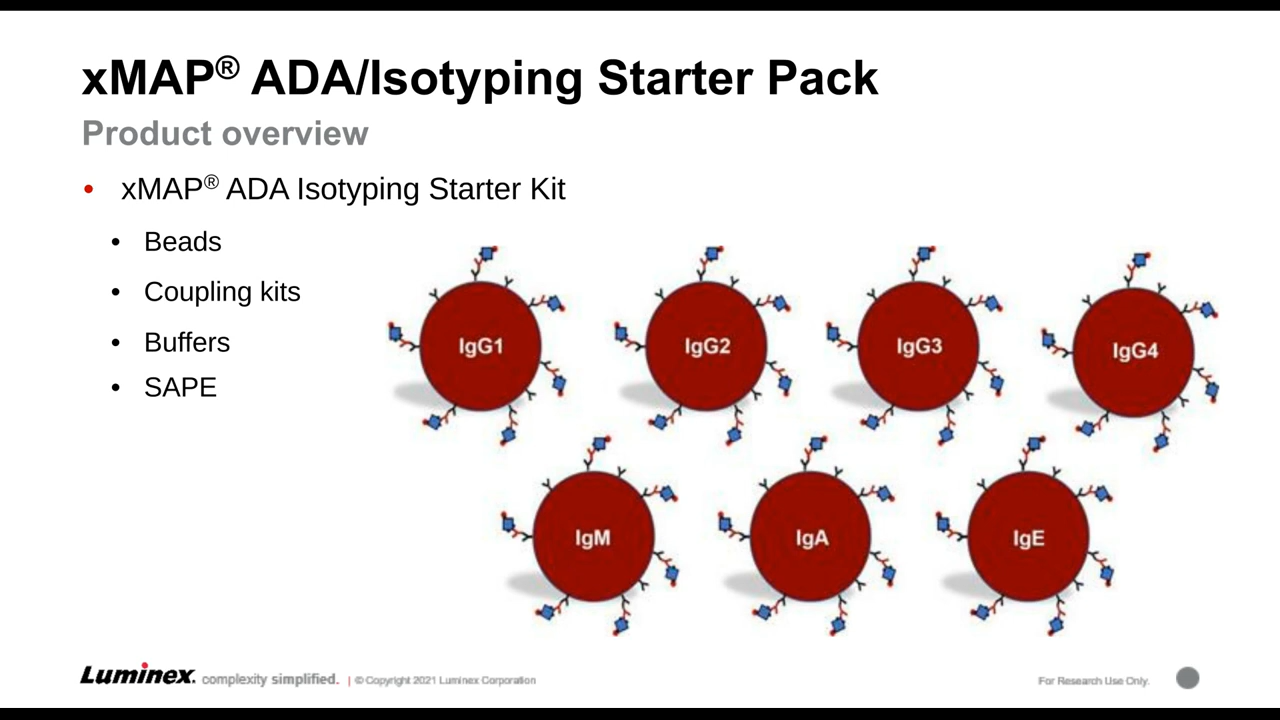 xMAP® ADA/Isotyping Starter Pack
Product overview
• xMAP® ADA Isotyping Starter Kit
• Beads
• Coupling kits
• Buffers
• SAPE
IgG1 IgG2 IgG3 IgG4
IgM IgA IgE
Luminex. complexity simplified. | © Copyright 2021 Luminex Corporation For Research Use Only.